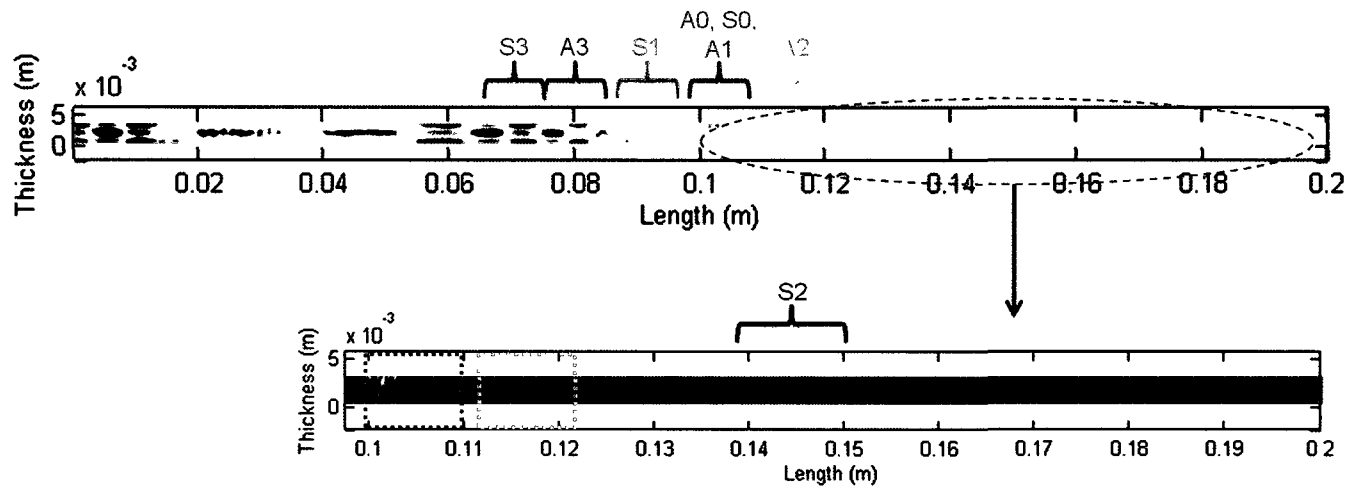 A0, S0,
S3 A3 S1 A1
x 10⁻³
Thickness (m)
5
0
0.02 0.04 0.06 0.08 0.1 0.12 0.14 0.16 0.18 0.2
Length (m)
S2
x 10⁻³
Thickness (m)
5
0
0.1 0.11 0.12 0.13 0.14 0.15 0.16 0.17 0.18 0.19 0.2
Length (m)